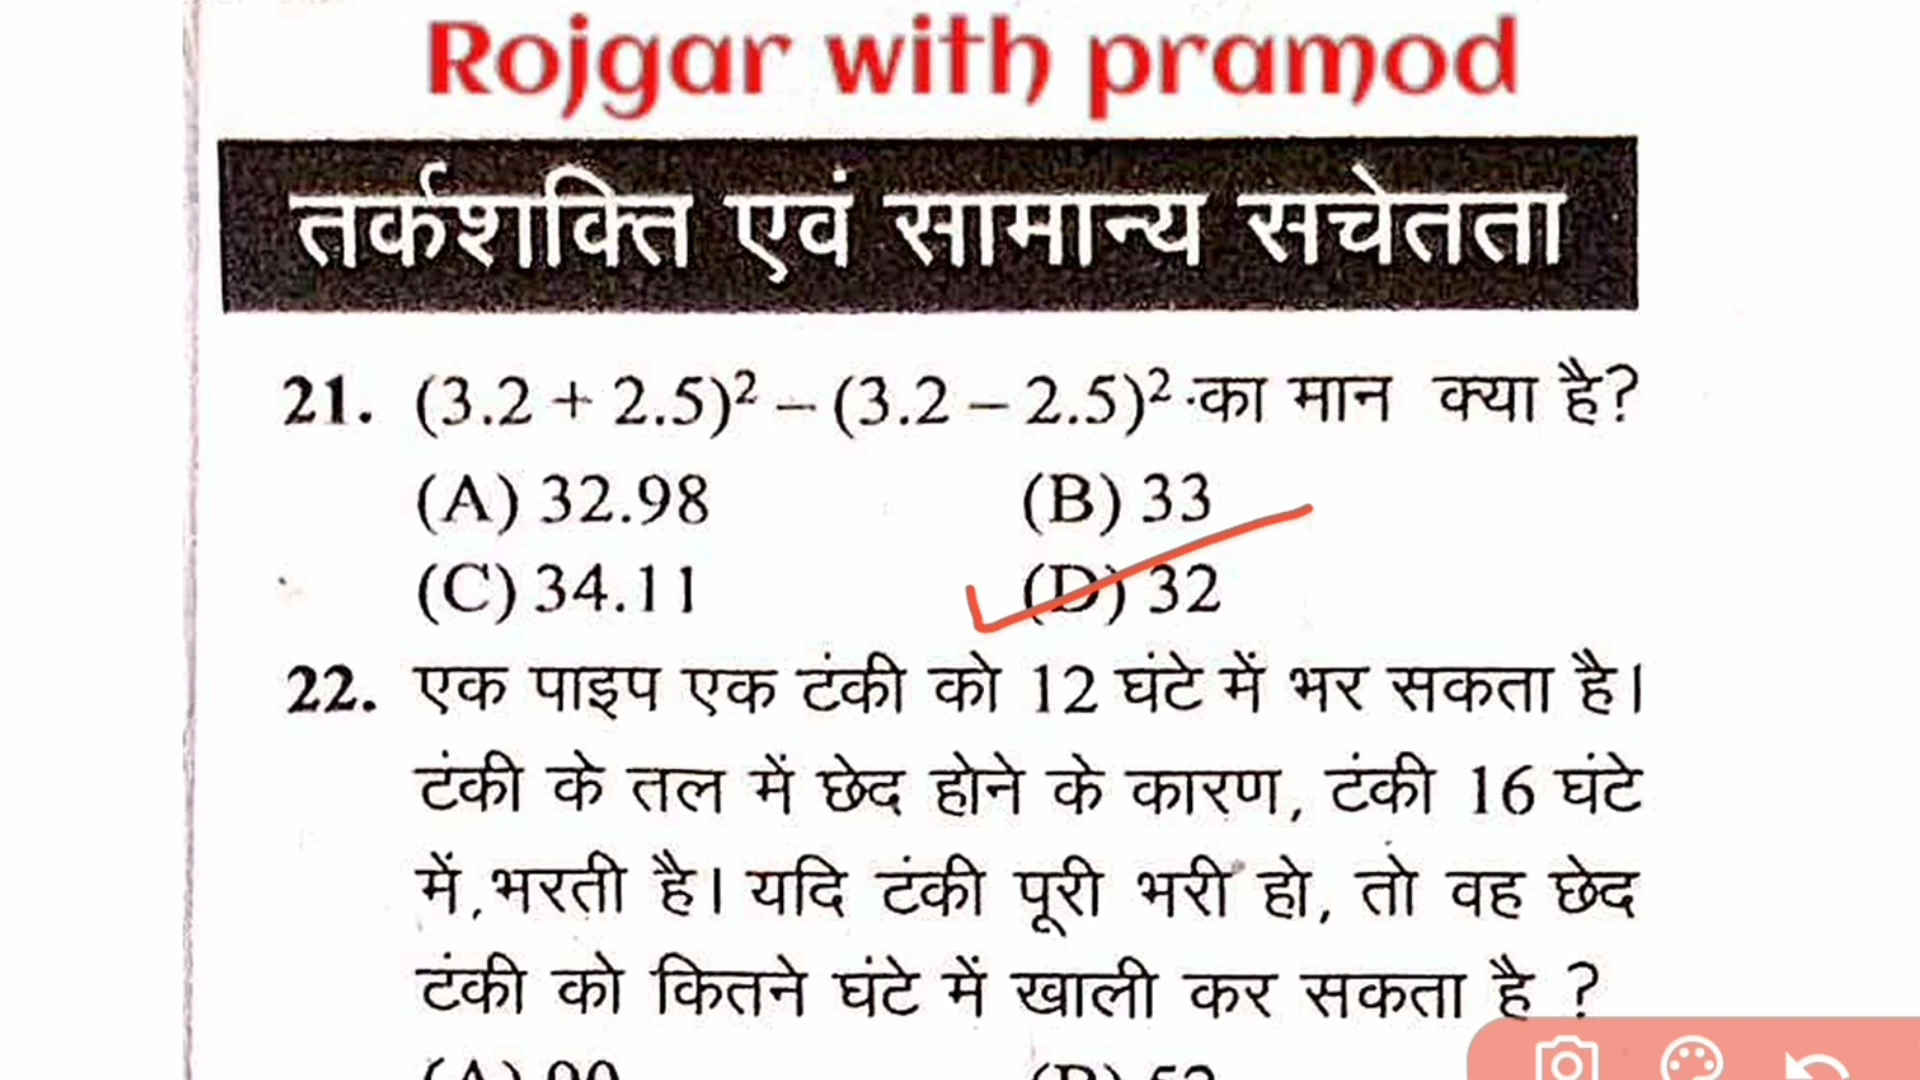 Rojgar with pramod
तर्कशक्ति एवं सामान्य सचेतता
21. (3.2 + 2.5)² – (3.2 – 2.5)² का मान क्या है?
(A) 32.98 (B) 33
(C) 34.11 (D) 32
22. एक पाइप एक टंकी को 12 घंटे में भर सकता है।
टंकी के तल में छेद होने के कारण, टंकी 16 घंटे
में भरती है। यदि टंकी पूरी भरी हो, तो वह छेद
टंकी को कितने घंटे में खाली कर सकता है ?